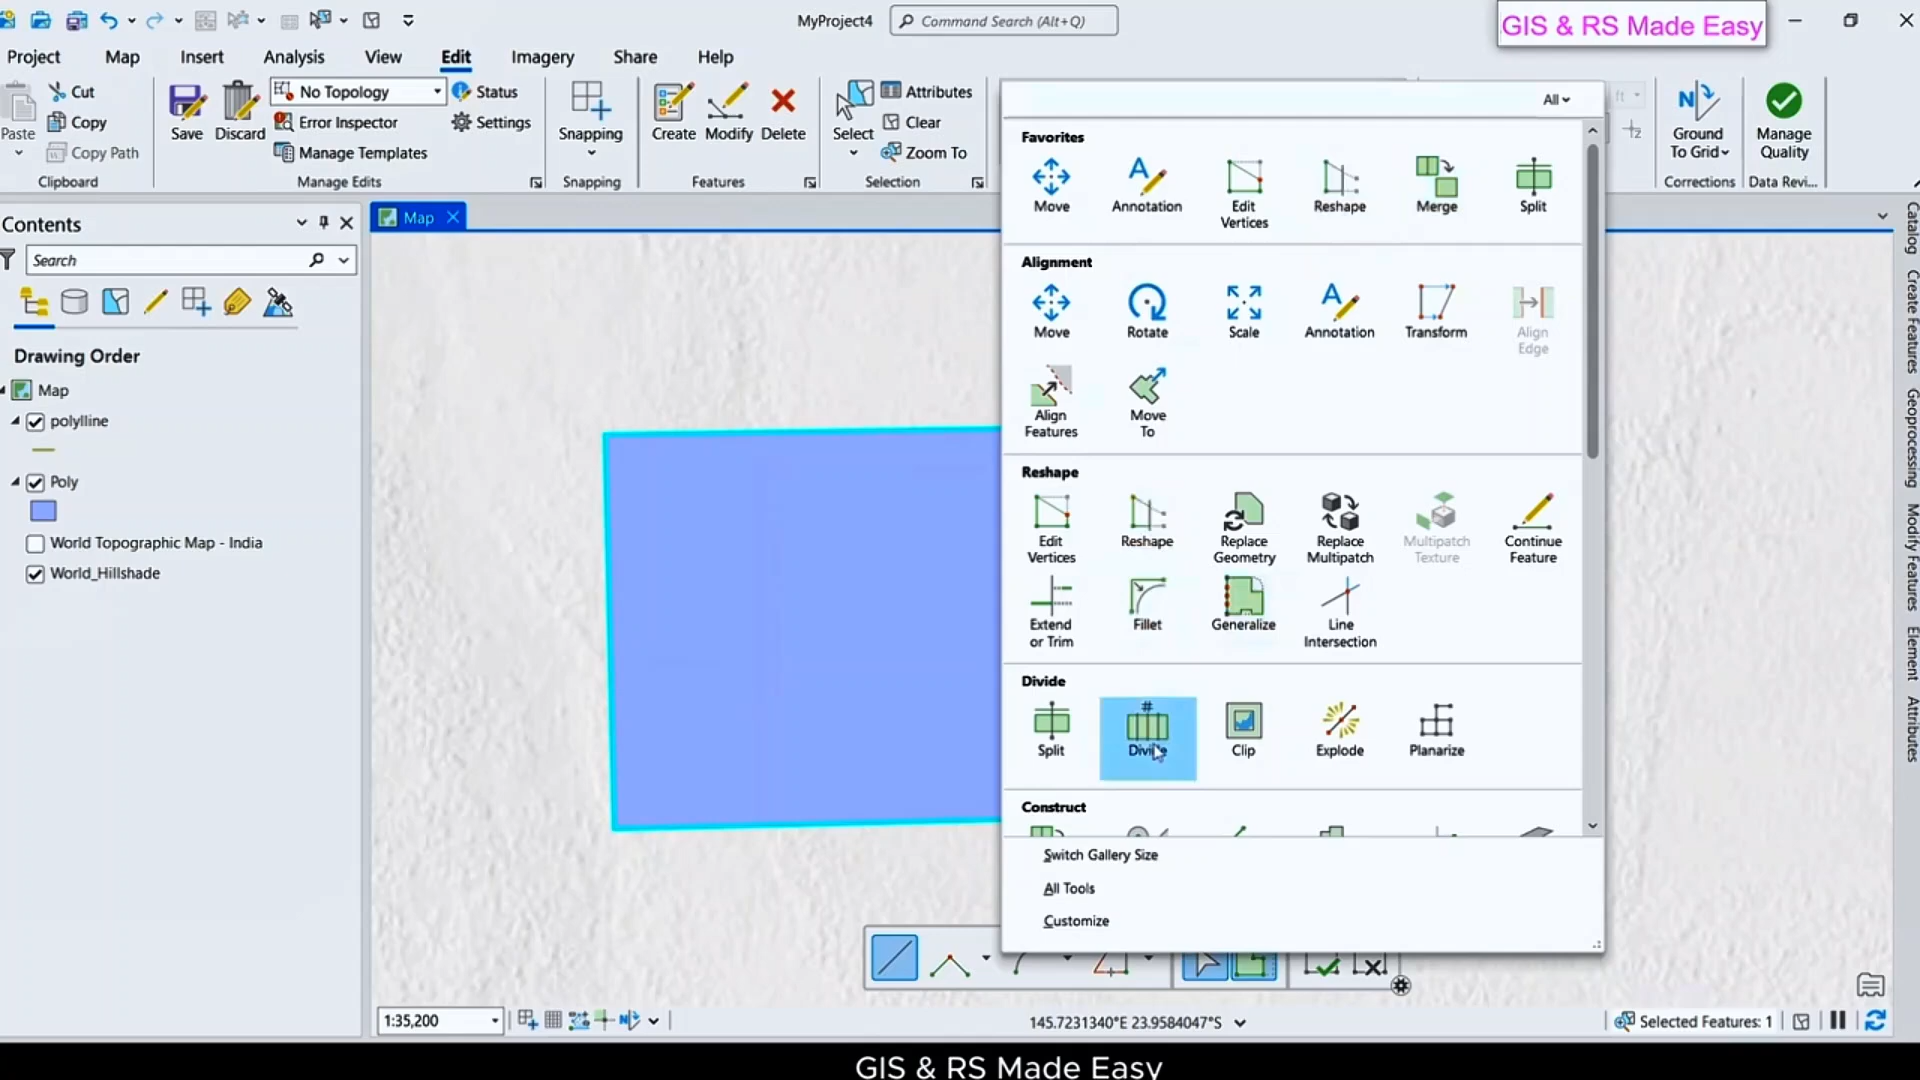 MyProject4
Command Search (Alt+Q)
GIS & RS Made Easy
Project
Map
Insert
Analysis
View
Edit
Imagery
Share
Help
Paste
Cut
Copy
Copy Path
Clipboard
Save
Discard
No Topology
Error Inspector
Manage Templates
Status
Settings
Manage Edits
Snapping
Snapping
Create
Modify
Delete
Features
Select
Attributes
Clear
Zoom To
Selection
All
ft
Ground
To Grid
Corrections
Manage
Quality
Data Revi...
Contents
Search
Drawing Order
Map
polylline
Poly
World Topographic Map - India
World_Hillshade
Map
Favorites
Move
Annotation
Edit
Vertices
Reshape
Merge
Split
Alignment
Move
Rotate
Scale
Annotation
Transform
Align
Edge
Align
Features
Move
To
Reshape
Edit
Vertices
Reshape
Replace
Geometry
Replace
Multipatch
Multipatch
Texture
Continue
Feature
Extend
or Trim
Fillet
Generalize
Line
Intersection
Divide
Split
#
Divide
Clip
Explode
Planarize
Construct
Switch Gallery Size
All Tools
Customize
Catalog
Create Features
Geoprocessing
Modify Features
Element
Attributes
1:35,200
145.7231340°E 23.9584047°S
Selected Features: 1
GIS & RS Made Easy